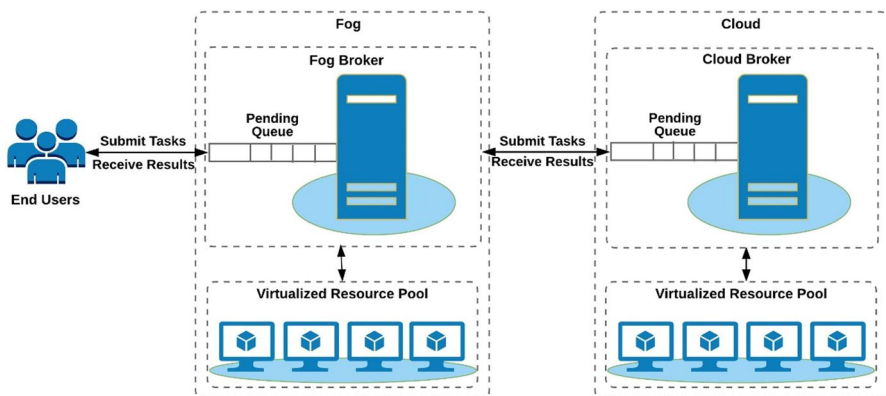 Fog
Cloud
Fog Broker
Cloud Broker
Pending
Queue
Pending
Queue
Submit Tasks
Receive Results
Submit Tasks
Receive Results
End Users
Virtualized Resource Pool
Virtualized Resource Pool